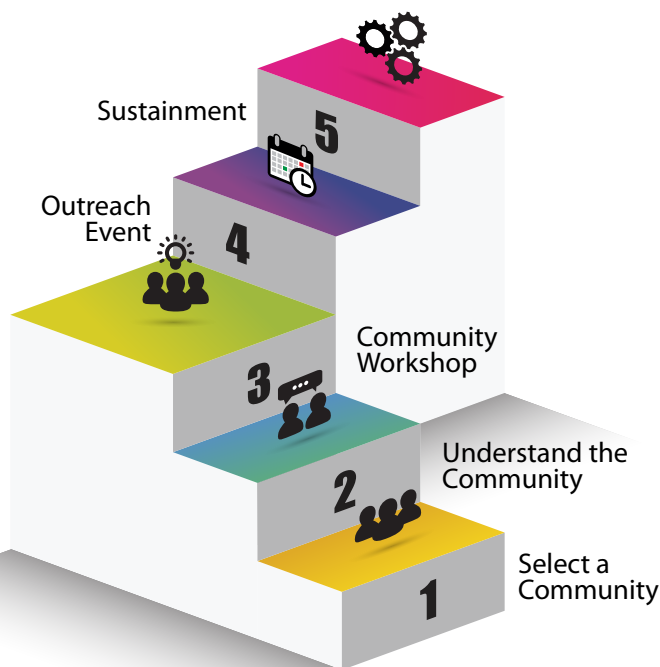 Sustainment
5
Outreach
Event
4
Community
Workshop
3
Understand the
Community
2
Select a
Community
1